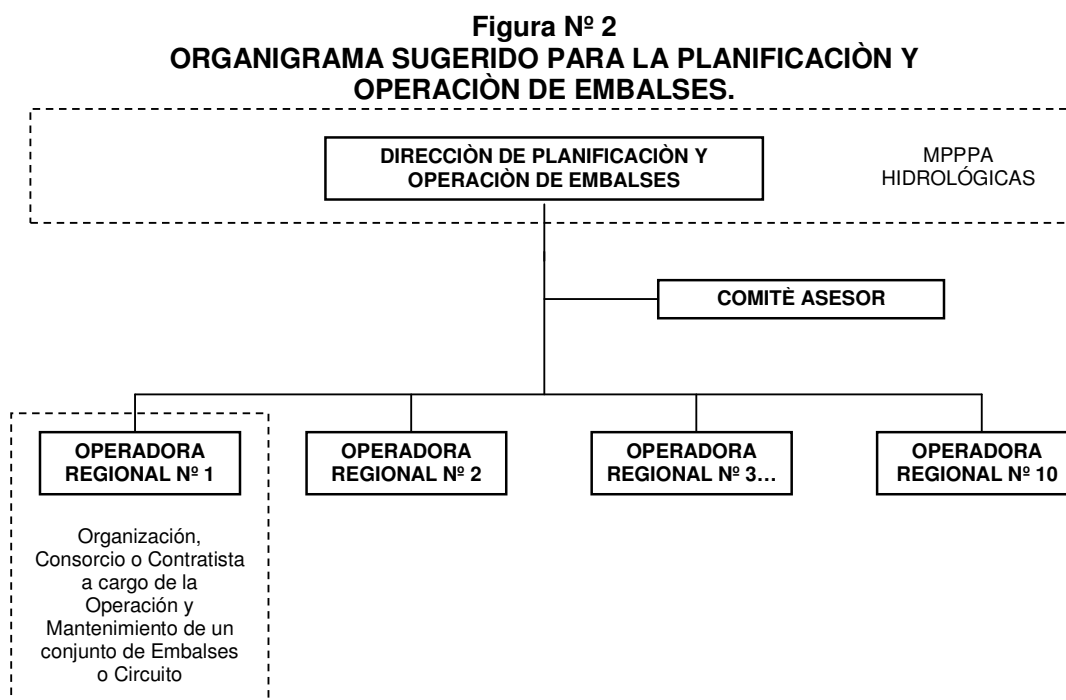 Figura Nº 2
ORGANIGRAMA SUGERIDO PARA LA PLANIFICACIÒN Y
OPERACIÒN DE EMBALSES.
DIRECCIÒN DE PLANIFICACIÒN Y
OPERACIÒN DE EMBALSES
MPPPA
HIDROLÓGICAS
COMITÈ ASESOR
OPERADORA
REGIONAL Nº 1
OPERADORA
REGIONAL Nº 2
OPERADORA
REGIONAL Nº 3…
OPERADORA
REGIONAL Nº 10
Organización,
Consorcio o Contratista
a cargo de la
Operación y
Mantenimiento de un
conjunto de Embalses
o Circuito